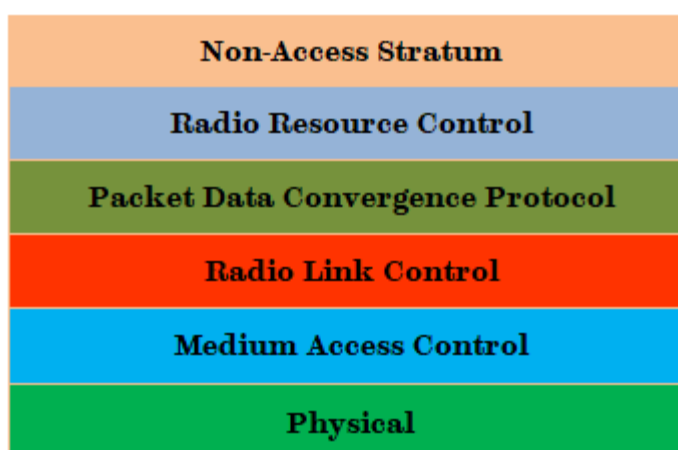 Non-Access Stratum
Radio Resource Control
Packet Data Convergence Protocol
Radio Link Control
Medium Access Control
Physical